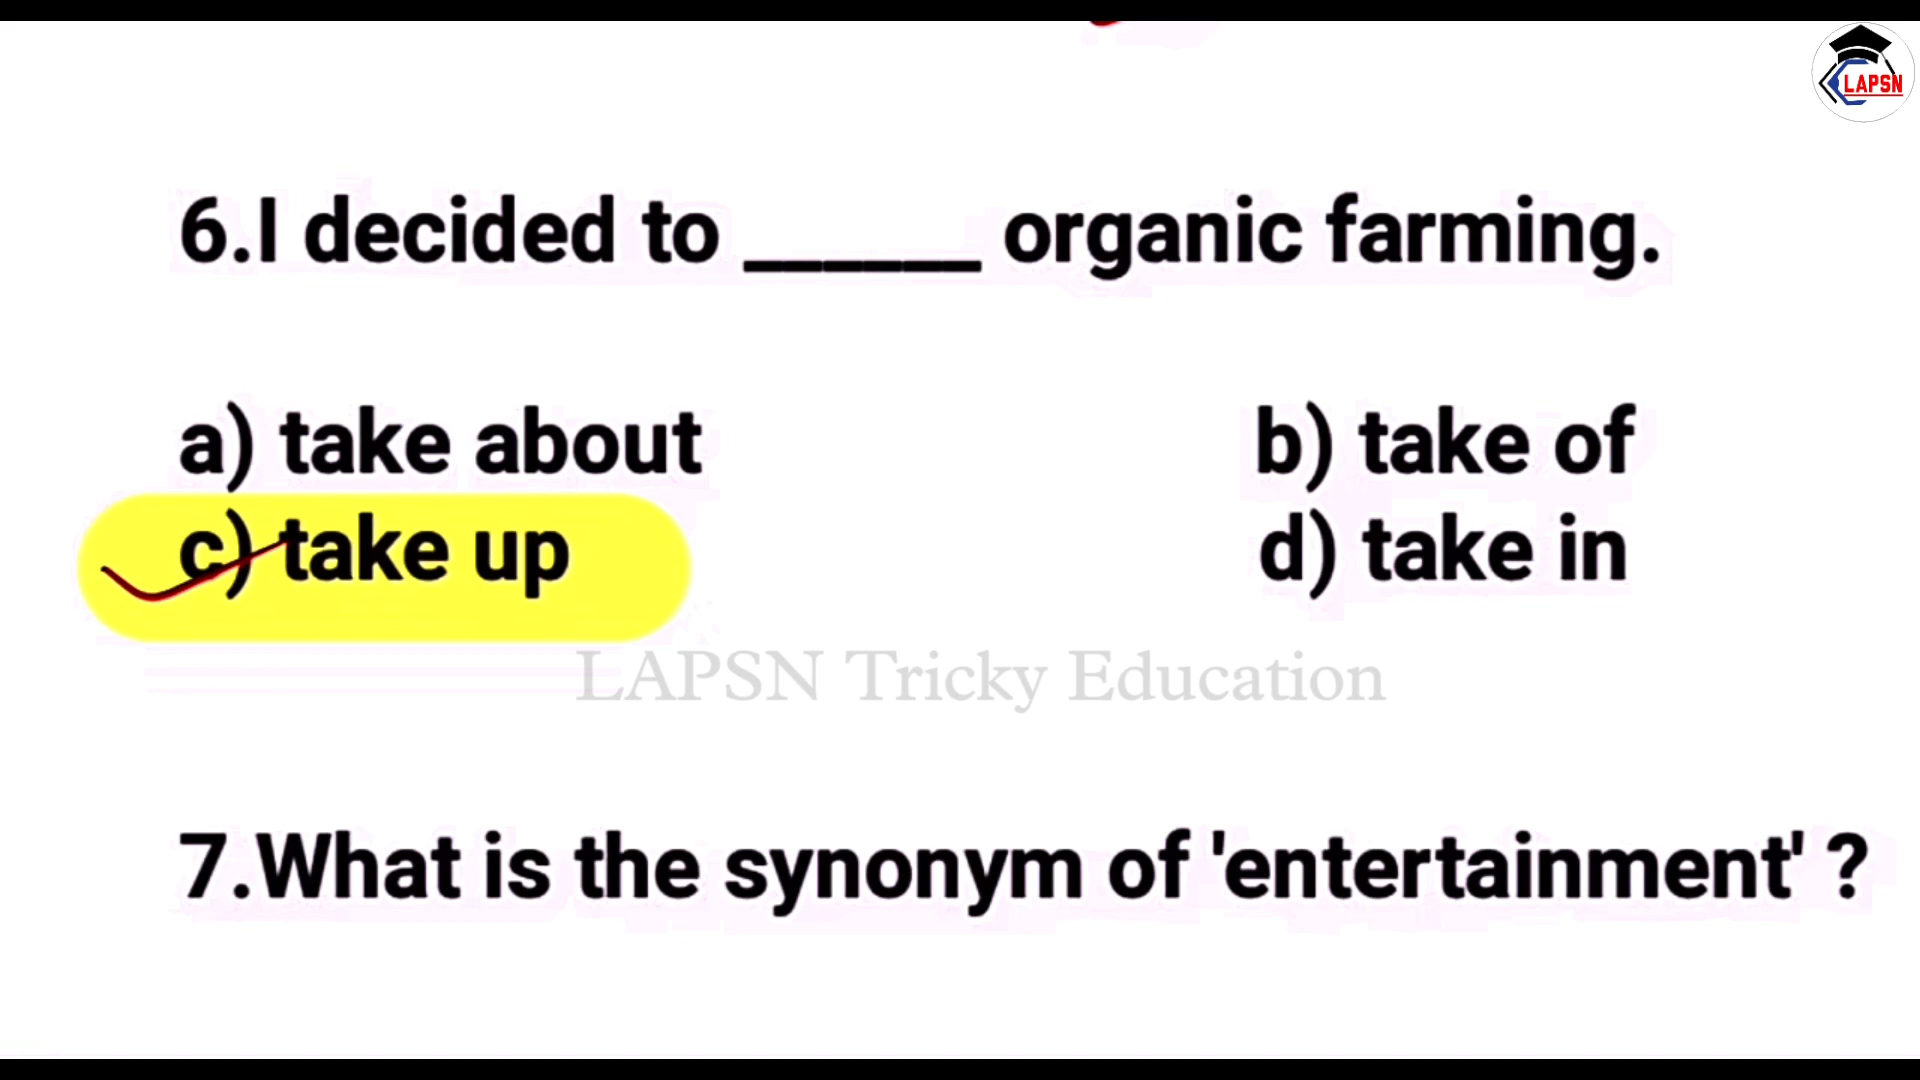 LAPSN
6.I decided to ______ organic farming.
a) take about b) take of
c) take up d) take in
LAPSN Tricky Education
7.What is the synonym of 'entertainment' ?